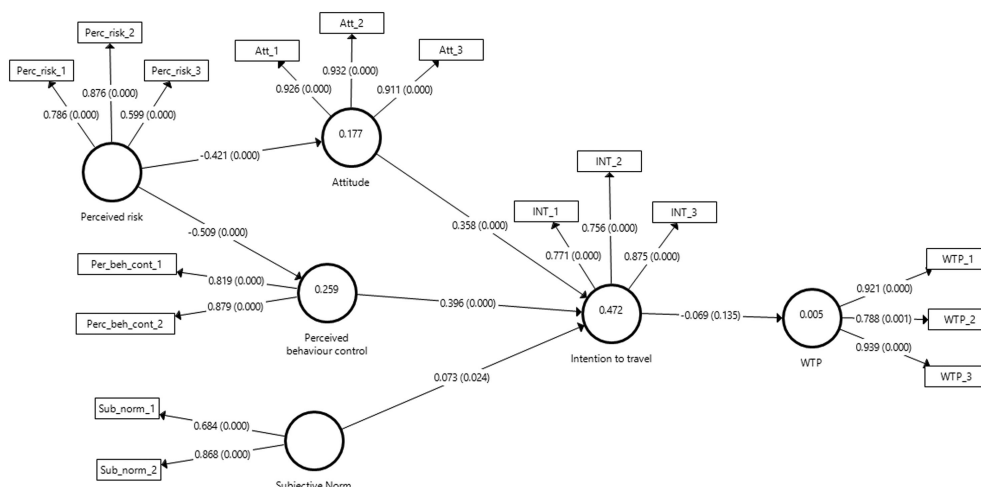 Perc_risk_2
Perc_risk_1
Perc_risk_3
0.786 (0.000)
0.876 (0.000)
0.599 (0.000)
Perceived risk
Att_1
Att_2
Att_3
0.926 (0.000)
0.932 (0.000)
0.911 (0.000)
0.177
Attitude
-0.421 (0.000)
-0.509 (0.000)
Per_beh_cont_1
Perc_beh_cont_2
0.819 (0.000)
0.879 (0.000)
0.259
Perceived
behaviour control
0.358 (0.000)
0.396 (0.000)
0.073 (0.024)
Sub_norm_1
Sub_norm_2
0.684 (0.000)
0.868 (0.000)
Subjective Norm
INT_1
INT_2
INT_3
0.771 (0.000)
0.756 (0.000)
0.875 (0.000)
0.472
Intention to travel
-0.069 (0.135)
0.005
WTP
0.921 (0.000)
0.788 (0.001)
0.939 (0.000)
WTP_1
WTP_2
WTP_3